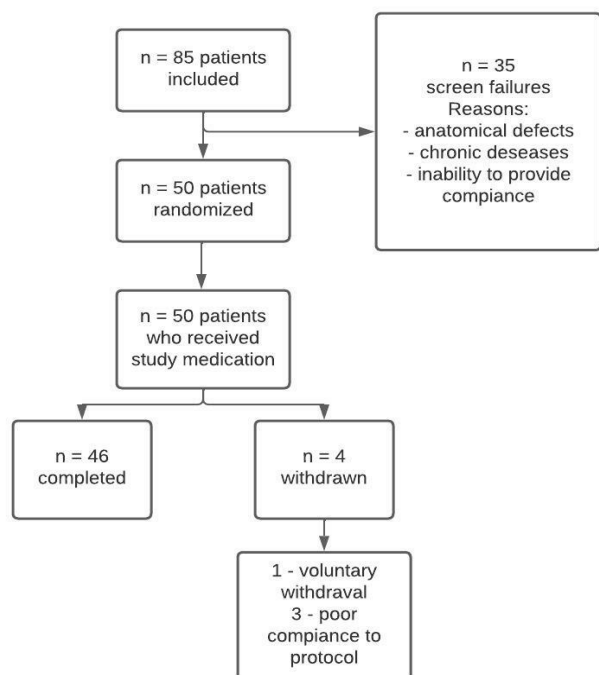 n = 85 patients
included
n = 35
screen failures
Reasons:
- anatomical defects
- chronic deseases
- inability to provide
compiance
n = 50 patients
randomized
n = 50 patients
who received
study medication
n = 46
completed
n = 4
withdrawn
1 - voluntary
withdraval
3 - poor
compiance to
protocol